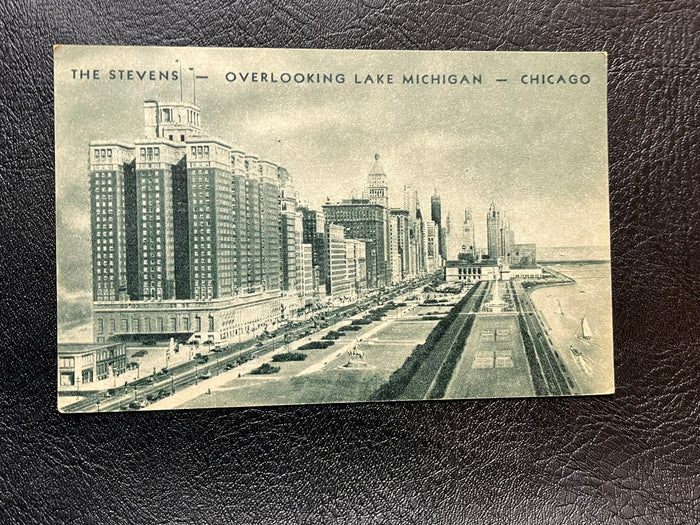 THE STEVENS — OVERLOOKING LAKE MICHIGAN — CHICAGO